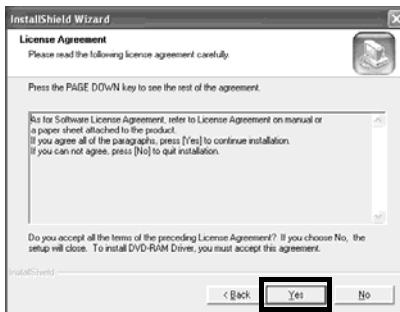 InstallShield Wizard
License Agreement
Please read the following license agreement carefully.
Press the PAGE DOWN key to see the rest of the agreement.
As for Software License Agreement, refer to License Agreement on manual or
a paper sheet attached to the product.
If you agree all of the paragraphs, press [Yes] to continue installation.
If you can not agree, press [No] to quit installation.
Do you accept all the terms of the preceding License Agreement? If you choose No, the
setup will close. To install DVD-RAM Driver, you must accept this agreement.
InstallShield
< Back
Yes
No